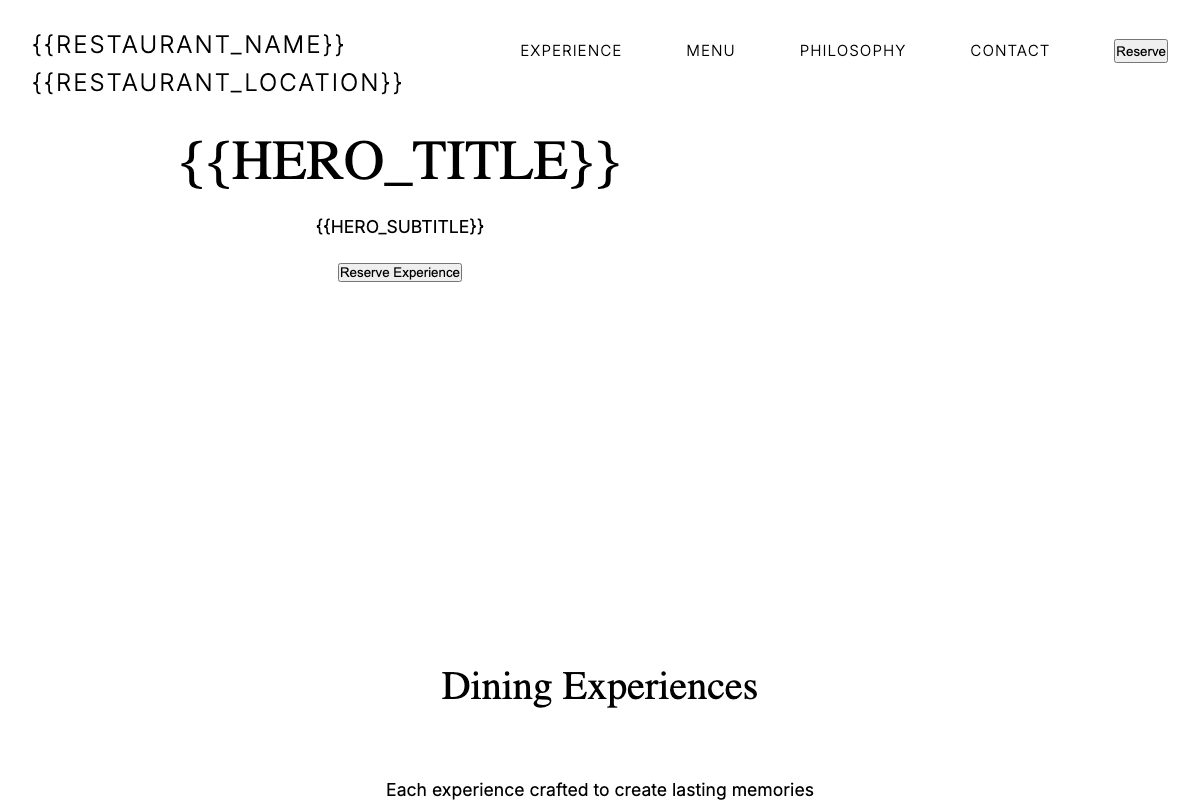 {{RESTAURANT_NAME}}
{{RESTAURANT_LOCATION}}
EXPERIENCE
MENU
PHILOSOPHY
CONTACT
Reserve
{{HERO_TITLE}}
{{HERO_SUBTITLE}}
Reserve Experience
Dining Experiences
Each experience crafted to create lasting memories